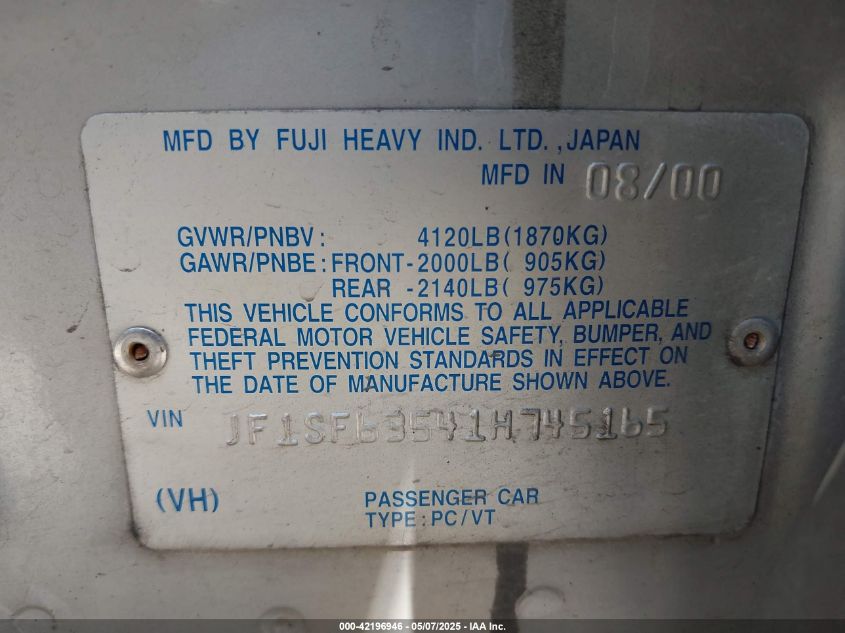 MFD BY FUJI HEAVY IND. LTD.,JAPAN
MFD IN 08/00
GVWR/PNBV: 4120LB(1870KG)
GAWR/PNBE:FRONT-2000LB( 905KG)
REAR -2140LB( 975KG)
THIS VEHICLE CONFORMS TO ALL APPLICABLE
FEDERAL MOTOR VEHICLE SAFETY, BUMPER, AND
THEFT PREVENTION STANDARDS IN EFFECT ON
THE DATE OF MANUFACTURE SHOWN ABOVE.
VIN JF1SF63541H745165
(VH) PASSENGER CAR
TYPE:PC/VT
000-42196946 - 05/07/2025 - IAA Inc.